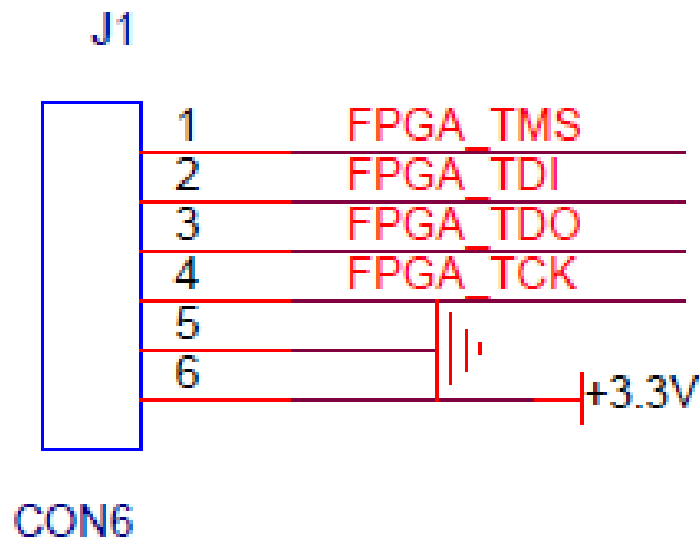 J1
1 FPGA_TMS
2 FPGA_TDI
3 FPGA_TDO
4 FPGA_TCK
5
6 +3.3V
CON6